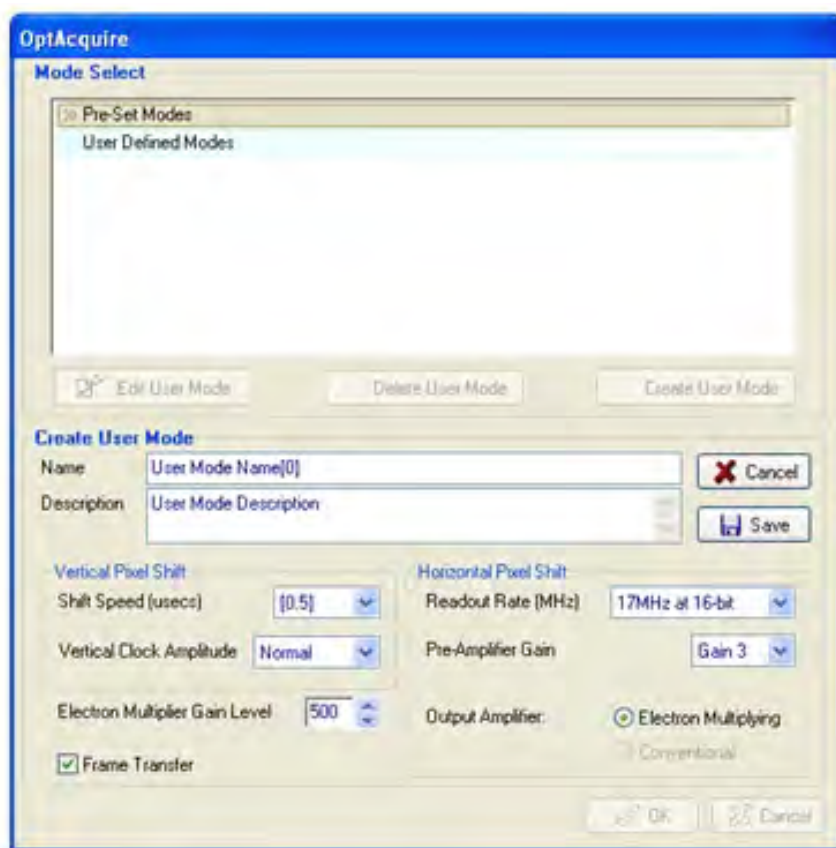 OptAcquire
Mode Select
Pre-Set Modes
User Defined Modes
Edit User Mode Delete User Mode Create User Mode
Create User Mode
Name User Mode Name[0] Cancel
Description User Mode Description Save
Vertical Pixel Shift Horizontal Pixel Shift
Shift Speed (usecs) [0.5] Readout Rate (MHz) 17MHz at 16-bit
Vertical Clock Amplitude Normal Pre-Amplifier Gain Gain 3
Electron Multiplier Gain Level 500 Output Amplifier: Electron Multiplying
Conventional
Frame Transfer
OK Cancel